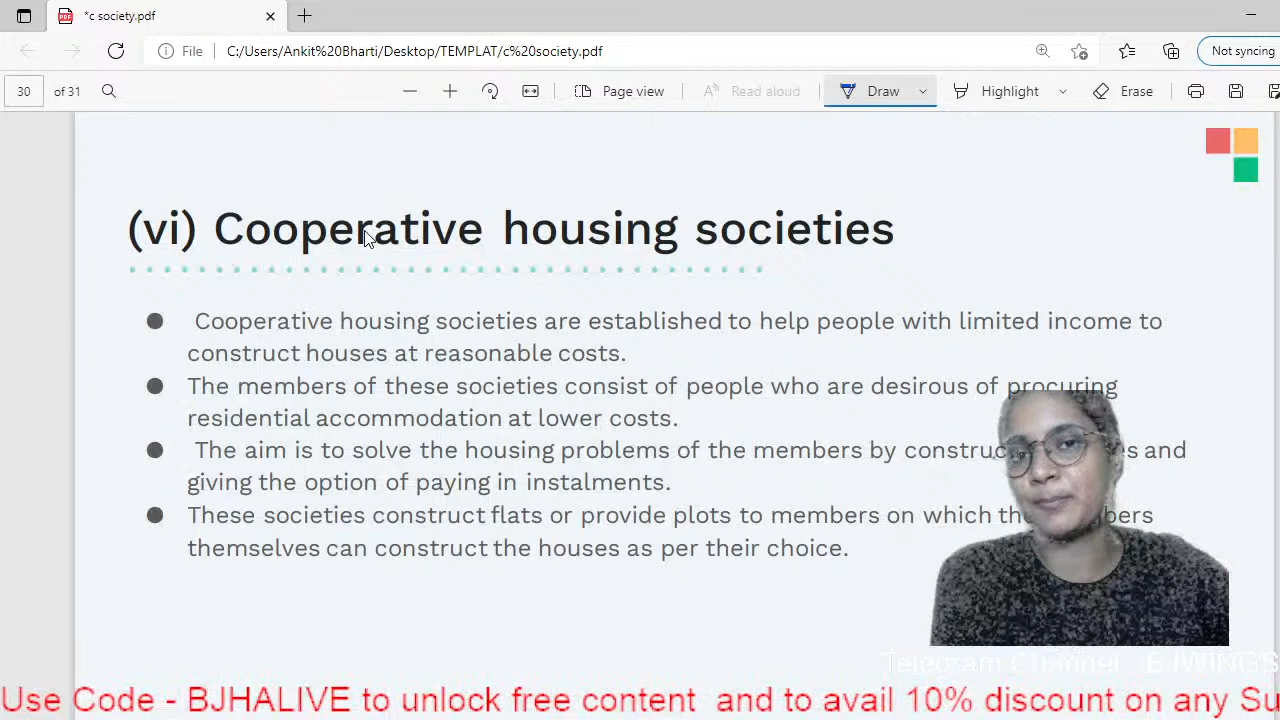 *c society.pdf
File C:/Users/Ankit%20Bharti/Desktop/TEMPLAT/c%20society.pdf Not syncing
30 of 31 Page view Read aloud Draw Highlight Erase
(vi) Cooperative housing societies
● Cooperative housing societies are established to help people with limited income to
construct houses at reasonable costs.
● The members of these societies consist of people who are desirous of procuring
residential accommodation at lower costs.
● The aim is to solve the housing problems of the members by and
giving the option of paying in instalments.
● These societies construct flats or provide plots to members on which
themselves can construct the houses as per their choice.
Telegram Channel
Use Code - BJHALIVE to unlock free content and to avail 10% discount on any